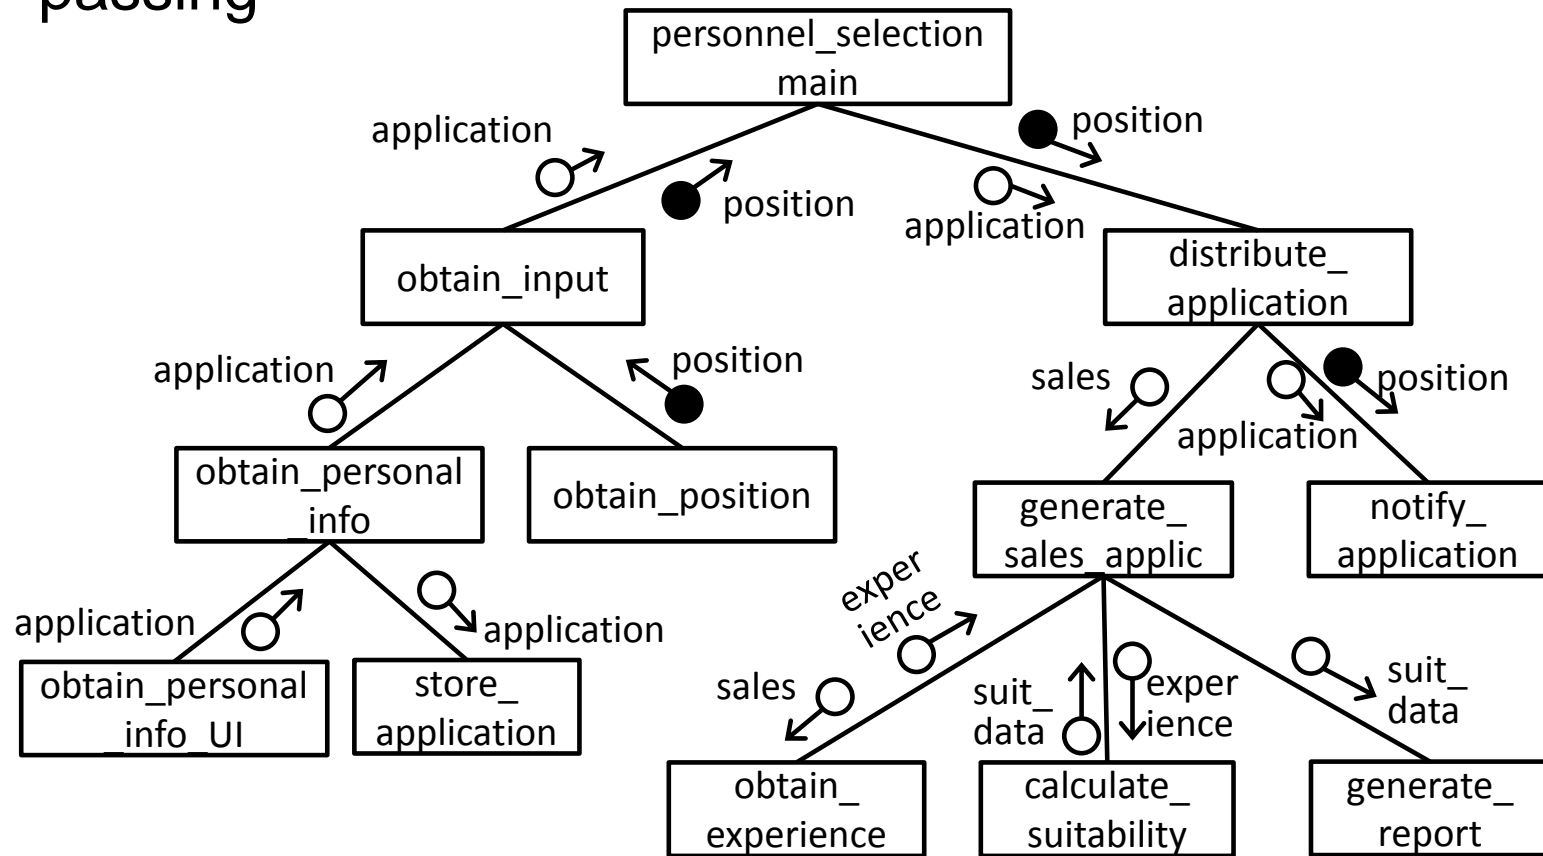 passing
personnel_selection
main
application
position
position
application
obtain_input
distribute_
application
application
position
sales
position
application
obtain_personal
_info
obtain_position
generate_
sales_applic
notify_
application
application
application
exper
ience
sales
suit_
data
exper
ience
suit_
data
obtain_personal
_info_UI
store_
application
obtain_
experience
calculate_
suitability
generate_
report